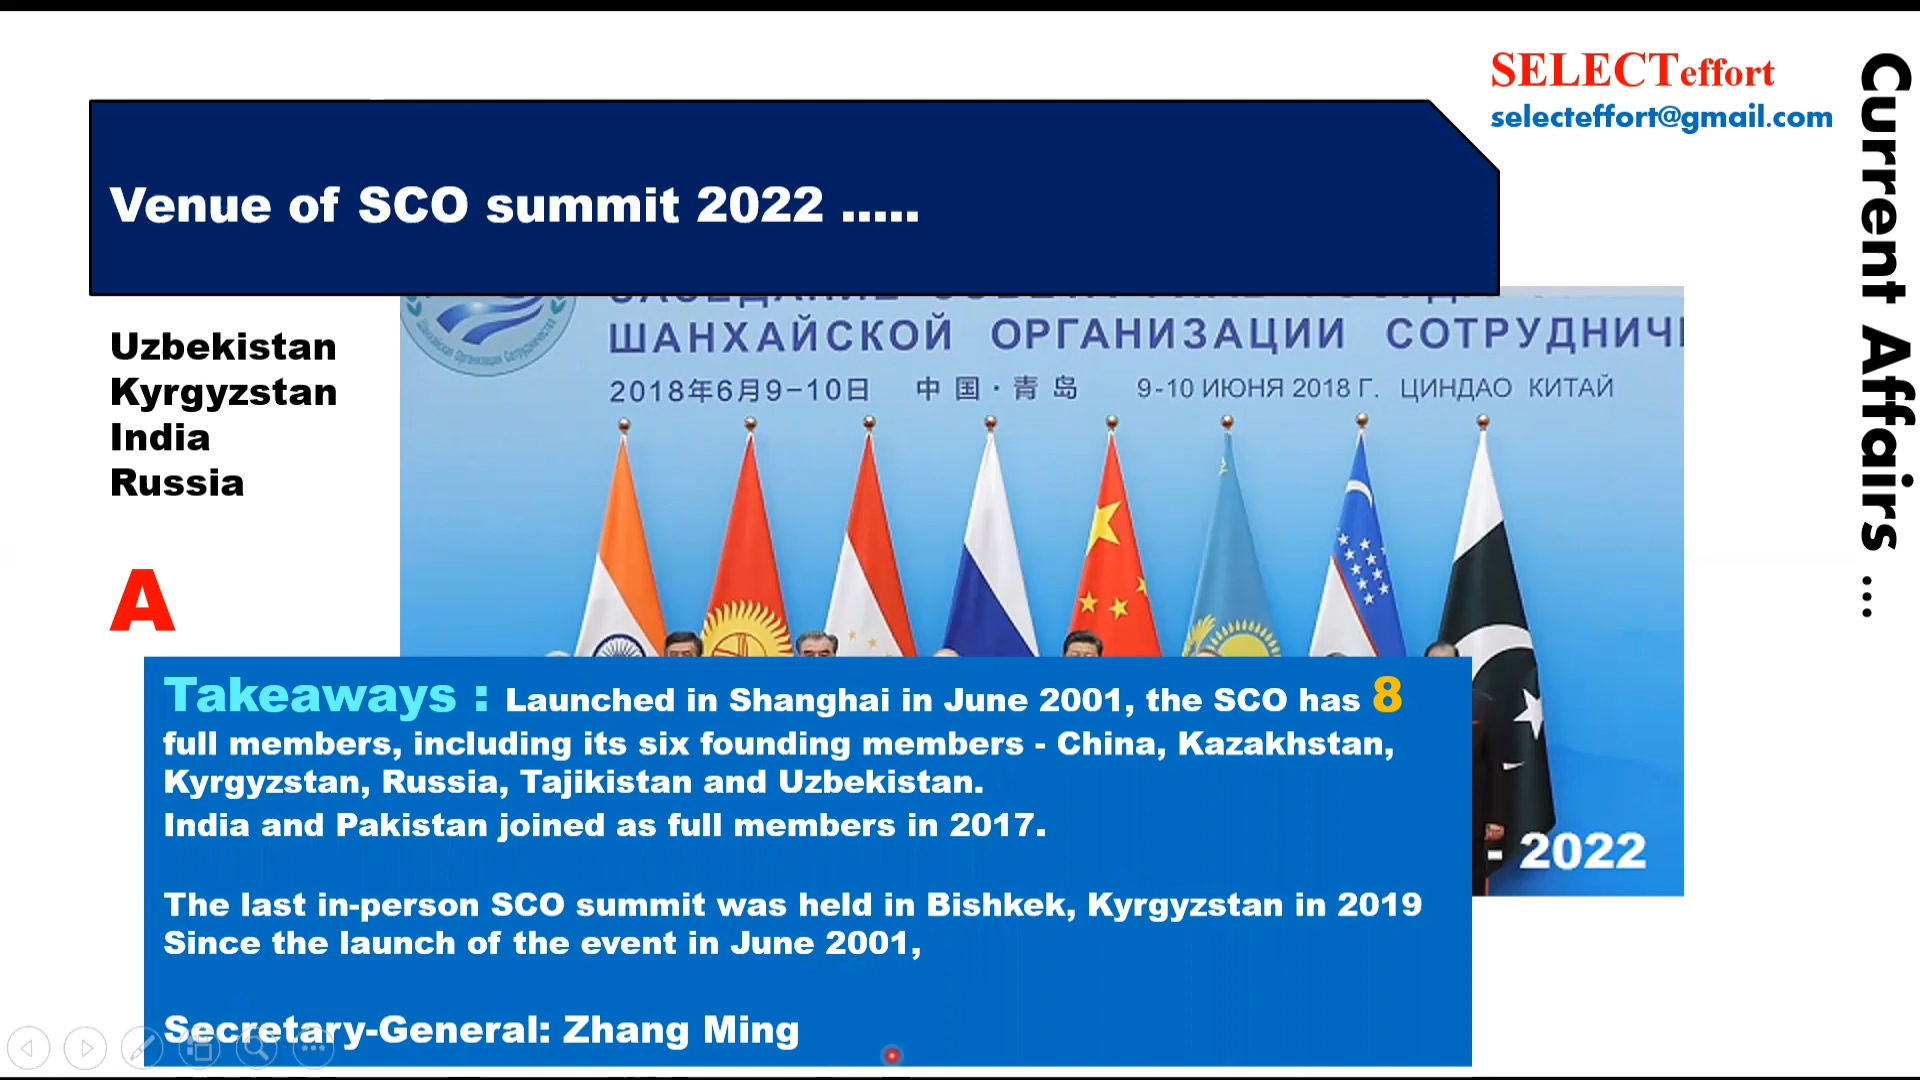 SELECTeffort
selecteffort@gmail.com
Current Affairs ...
Venue of SCO summit 2022 .....
Uzbekistan
Kyrgyzstan
India
Russia
A
ШАНХАЙСКОЙ ОРГАНИЗАЦИИ СОТРУДНИЧ
2018年6月9-10日 中国·青岛 9-10 ИЮНЯ 2018 Г. ЦИНДАО КИТАЙ
Takeaways : Launched in Shanghai in June 2001, the SCO has 8
full members, including its six founding members - China, Kazakhstan,
Kyrgyzstan, Russia, Tajikistan and Uzbekistan.
India and Pakistan joined as full members in 2017.
- 2022
The last in-person SCO summit was held in Bishkek, Kyrgyzstan in 2019
Since the launch of the event in June 2001,
Secretary-General: Zhang Ming